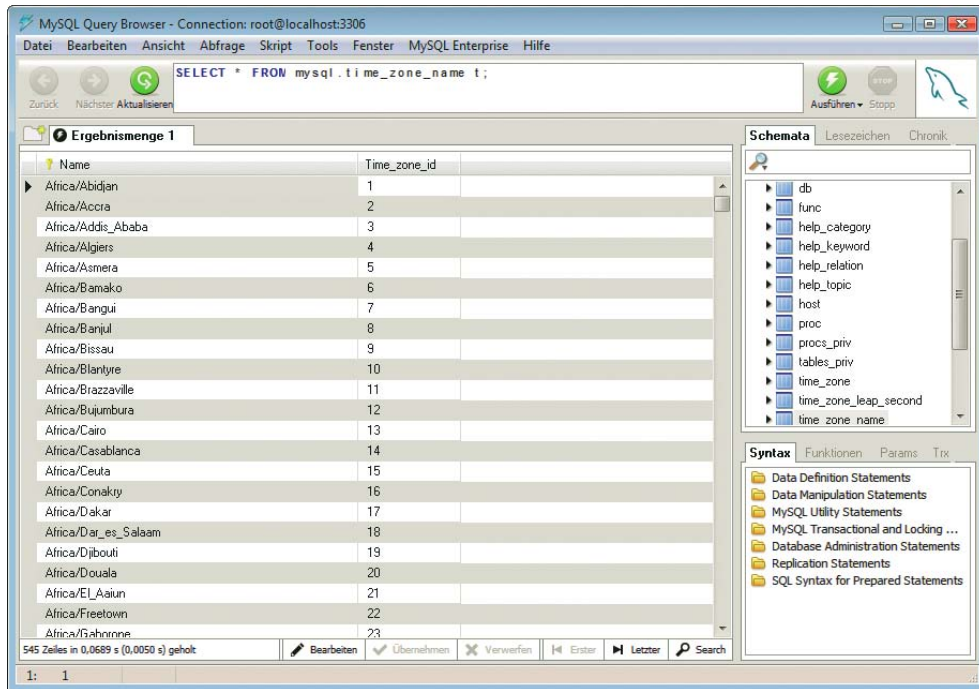 MySQL Query Browser - Connection: root@localhost:3306
Datei Bearbeiten Ansicht Abfrage Skript Tools Fenster MySQL Enterprise Hilfe
SELECT * FROM mysql.time_zone_name t;
Zurück Nächster Aktualisieren
Ausführen STOP Stopp
Ergebnismenge 1
Name Time_zone_id
Africa/Abidjan 1
Africa/Accra 2
Africa/Addis_Ababa 3
Africa/Algiers 4
Africa/Asmera 5
Africa/Bamako 6
Africa/Bangui 7
Africa/Banjul 8
Africa/Bissau 9
Africa/Blantyre 10
Africa/Brazzaville 11
Africa/Bujumbura 12
Africa/Cairo 13
Africa/Casablanca 14
Africa/Ceuta 15
Africa/Conakry 16
Africa/Dakar 17
Africa/Dar_es_Salaam 18
Africa/Djibouti 19
Africa/Douala 20
Africa/El_Aaiun 21
Africa/Freetown 22
Africa/Gaborone 23
545 Zeiles in 0,0689 s (0,0050 s) geholt
Bearbeiten Übernehmen Verwerfen Erster Letzter Search
Schemata Lesezeichen Chronik
db
func
help_category
help_keyword
help_relation
help_topic
host
proc
procs_priv
tables_priv
time_zone
time_zone_leap_second
time_zone_name
Syntax Funktionen Params Trx
Data Definition Statements
Data Manipulation Statements
MySQL Utility Statements
MySQL Transactional and Locking ...
Database Administration Statements
Replication Statements
SQL Syntax for Prepared Statements
1: 1